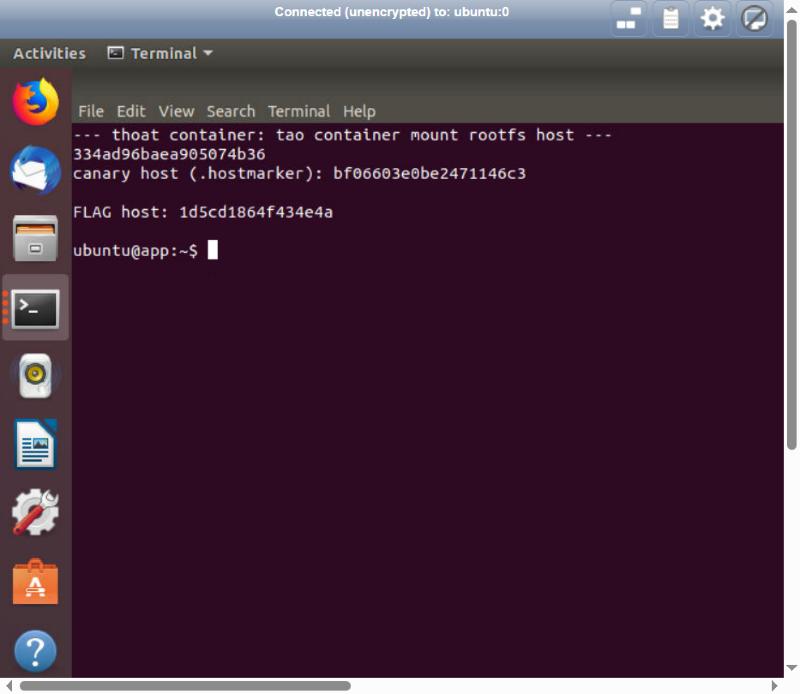 Connected (unencrypted) to: ubuntu:0
Activities Terminal
File Edit View Search Terminal Help
--- thoat container: tao container mount rootfs host ---
334ad96baea905074b36
canary host (.hostmarker): bf06603e0be2471146c3
FLAG host: 1d5cd1864f434e4a
ubuntu@app:~$